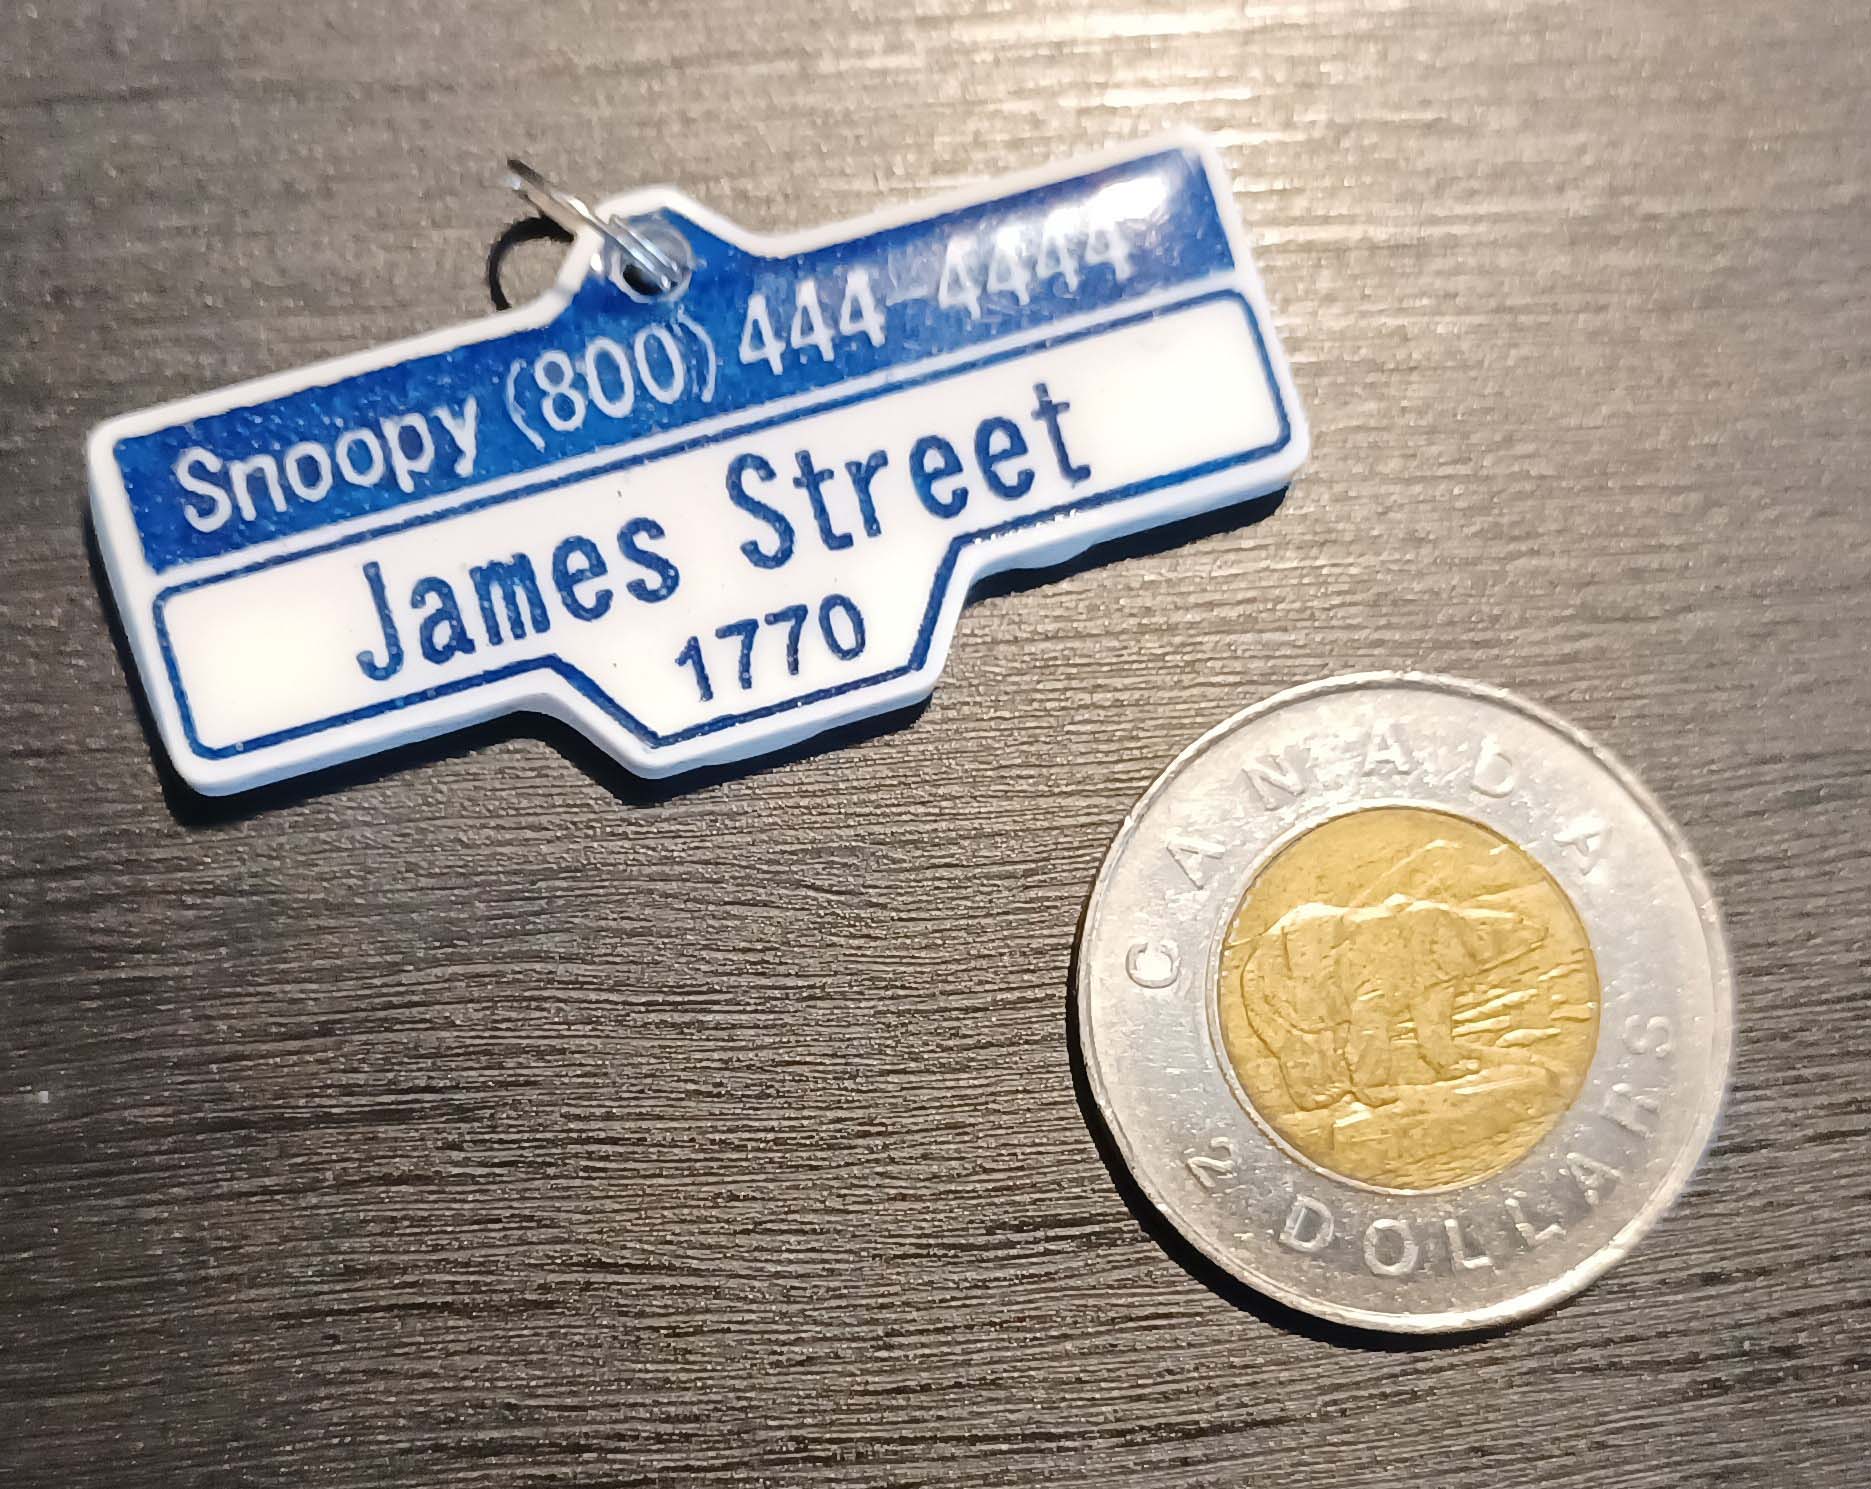 Snoopy (800) 444-4444
James Street
1770
CANADA
2 DOLLARS